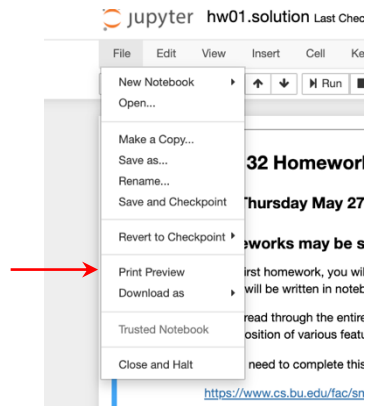 jupyter hw01.solution Last Chec
File Edit View Insert Cell Ke
New Notebook
Run
Open...
Make a Copy...
Save as...
32 Homewor
Rename...
Save and Checkpoint
Thursday May 27
Revert to Checkpoint
eworks may be s
Print Preview
irst homework, you wil
Download as
will be written in noteb
read through the entire
Trusted Notebook
osition of various featu
Close and Halt
need to complete this
https://www.cs.bu.edu/fac/sn